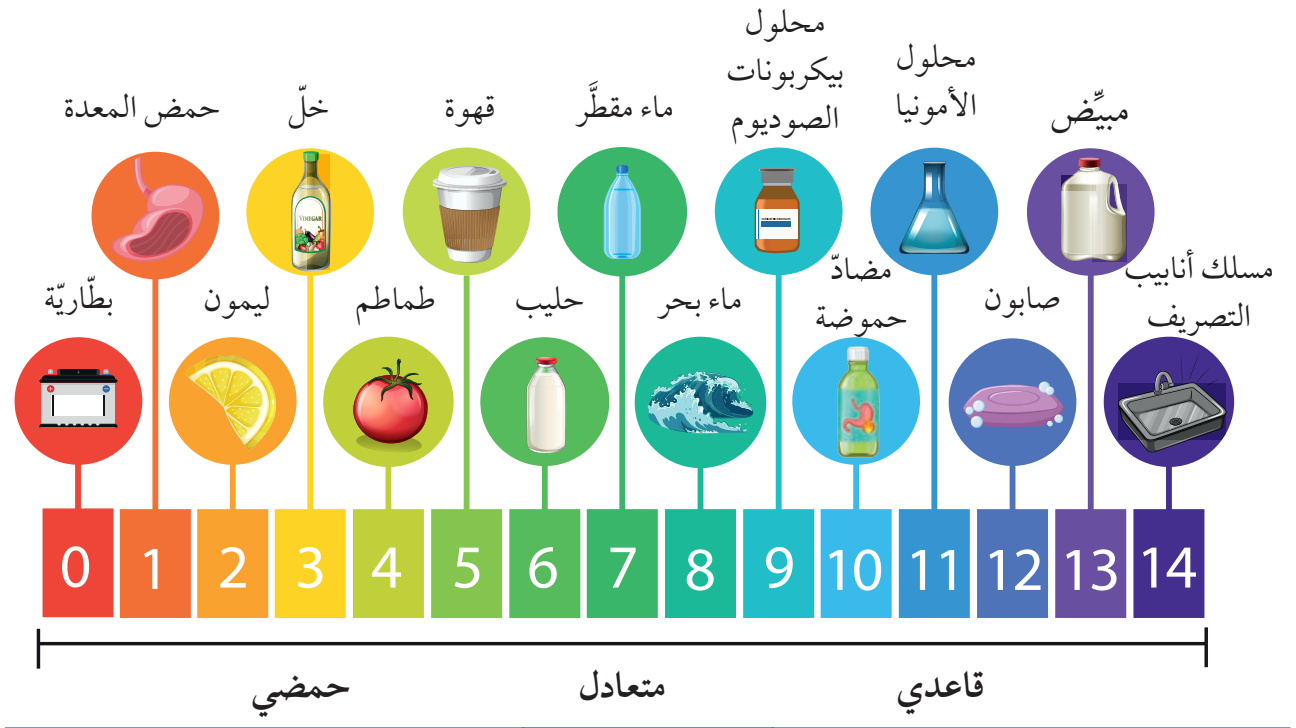 محلول
بيكربونات
الصوديوم
محلول
الأمونيا
حمض المعدة
خلّ
قهوة
ماء مقطَّر
مبيِّض
VINEGAR
بطّاريّة
ليمون
طماطم
حليب
ماء بحر
مضادّ
حموضة
صابون
مسلك أنابيب
التصريف
0 1 2 3 4 5 6 7 8 9 10 11 12 13 14
حمضي متعادل قاعدي